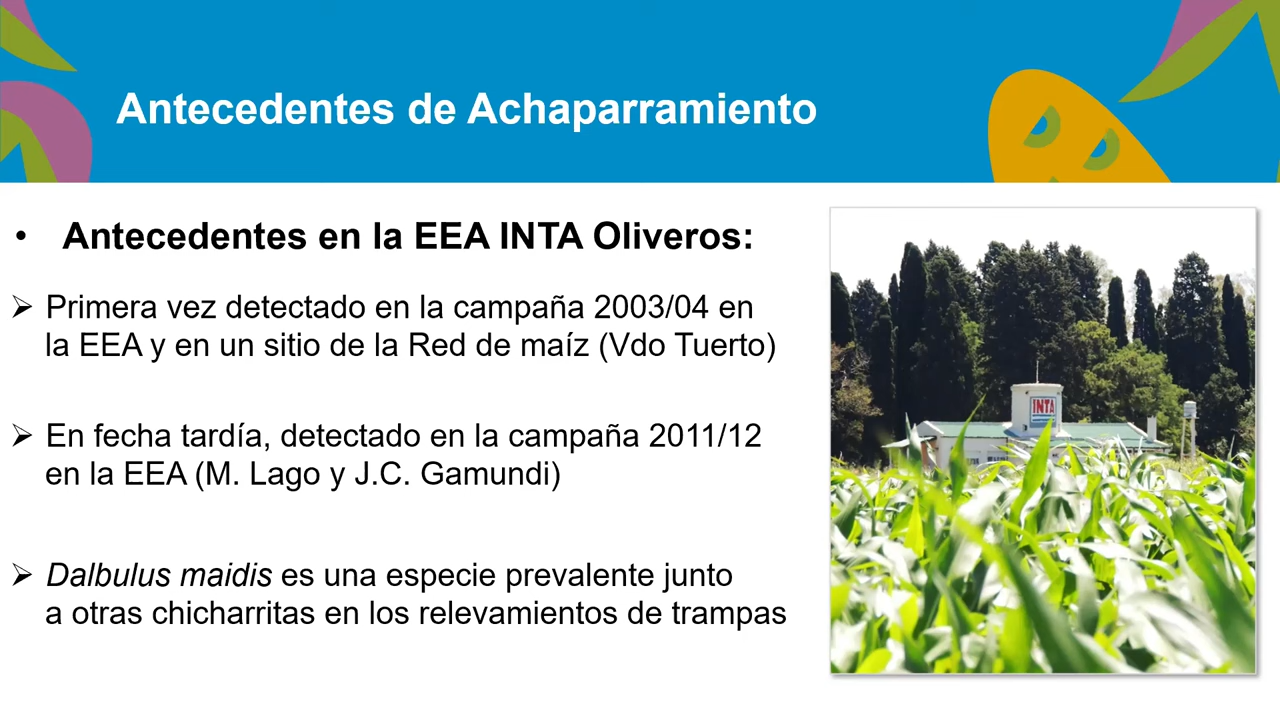 Antecedentes de Achaparramiento
• Antecedentes en la EEA INTA Oliveros:
➢ Primera vez detectado en la campaña 2003/04 en
la EEA y en un sitio de la Red de maíz (Vdo Tuerto)
➢ En fecha tardía, detectado en la campaña 2011/12
en la EEA (M. Lago y J.C. Gamundi)
➢ Dalbulus maidis es una especie prevalente junto
a otras chicharritas en los relevamientos de trampas
INTA